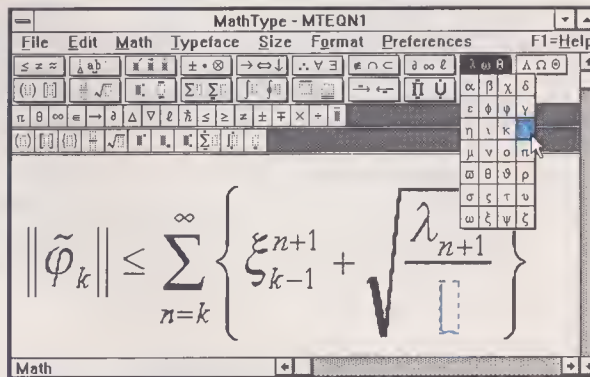 MathType - MTEQN1
File Edit Math Typeface Size Format Preferences F1=Help
≤ ≠ ≈ ± • ⊗ → ⇔ ↓ ∴ ∀ ∃ ∉ ∩ ⊂ ∂ ∞ ℓ λ ω θ Λ Ω Θ
α β χ δ
π θ ∞ ∈ → ∂ Δ ∇ ℓ ℏ ≤ ≥ ≠ ± ∓ × ÷
ε ϕ φ γ
η ι κ
μ ν ο π
ϖ θ ϑ ρ
σ ς τ υ
ω ξ ψ ζ
‖φ̃_k‖ ≤ ∑_{n=k}^{∞} { ξ_{k-1}^{n+1} + √(λ_{n+1} / ) }
Math